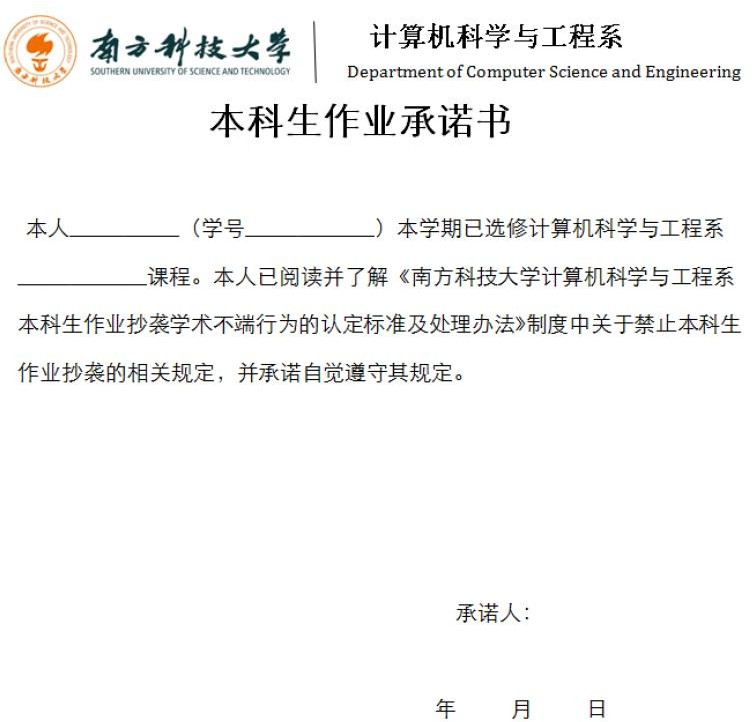 南方科技大学
SOUTHERN UNIVERSITY OF SCIENCE AND TECHNOLOGY
计算机科学与工程系
Department of Computer Science and Engineering
本科生作业承诺书
本人__________（学号____________）本学期已选修计算机科学与工程系
____________课程。本人已阅读并了解《南方科技大学计算机科学与工程系
本科生作业抄袭学术不端行为的认定标准及处理办法》制度中关于禁止本科生
作业抄袭的相关规定，并承诺自觉遵守其规定。
承诺人：
年 月 日